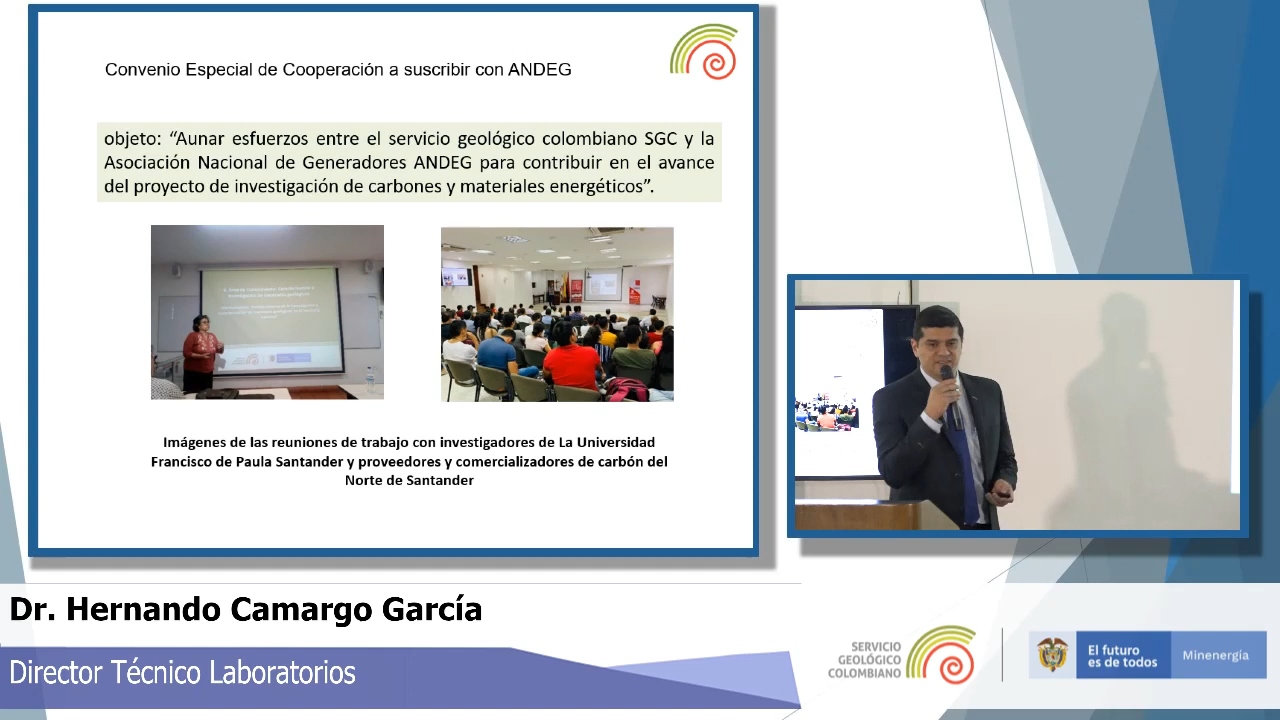 Convenio Especial de Cooperación a suscribir con ANDEG
objeto: “Aunar esfuerzos entre el servicio geológico colombiano SGC y la
Asociación Nacional de Generadores ANDEG para contribuir en el avance
del proyecto de investigación de carbones y materiales energéticos”.
Imágenes de las reuniones de trabajo con investigadores de La Universidad
Francisco de Paula Santander y proveedores y comercializadores de carbón del
Norte de Santander
Dr. Hernando Camargo García
Director Técnico Laboratorios
SERVICIO
GEOLÓGICO
COLOMBIANO
El futuro
es de todos
Minenergía